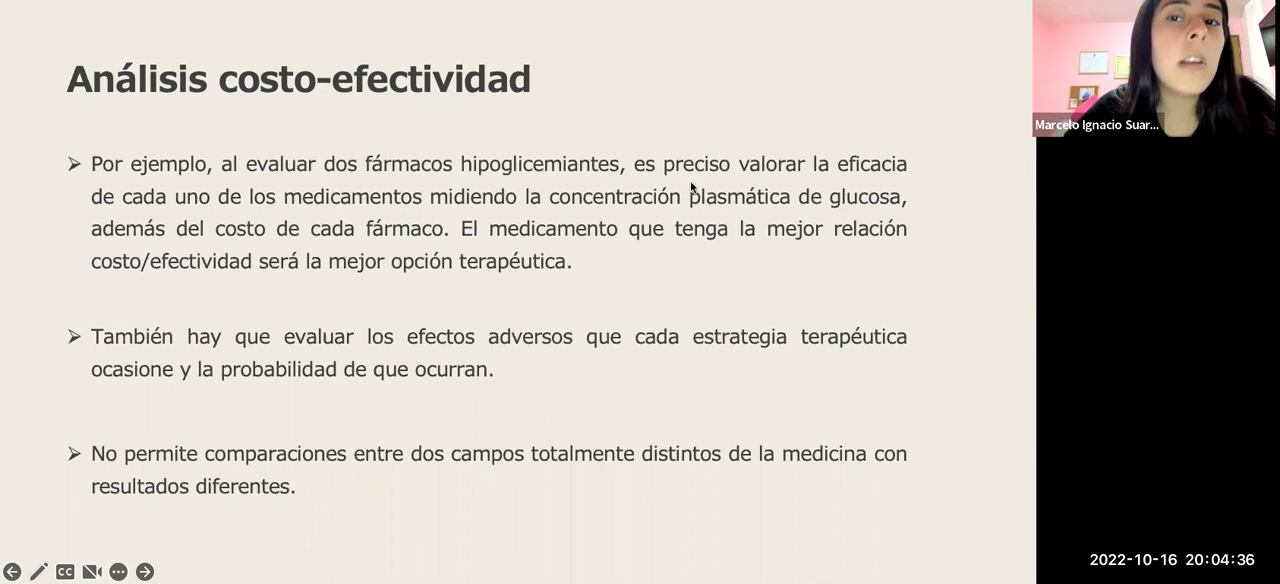 Análisis costo-efectividad
Por ejemplo, al evaluar dos fármacos hipoglicemiantes, es preciso valorar la eficacia
de cada uno de los medicamentos midiendo la concentración plasmática de glucosa,
además del costo de cada fármaco. El medicamento que tenga la mejor relación
costo/efectividad será la mejor opción terapéutica.
También hay que evaluar los efectos adversos que cada estrategia terapéutica
ocasione y la probabilidad de que ocurran.
No permite comparaciones entre dos campos totalmente distintos de la medicina con
resultados diferentes.
Marcelo Ignacio Suar...
CC
2022-10-16 20:04:36